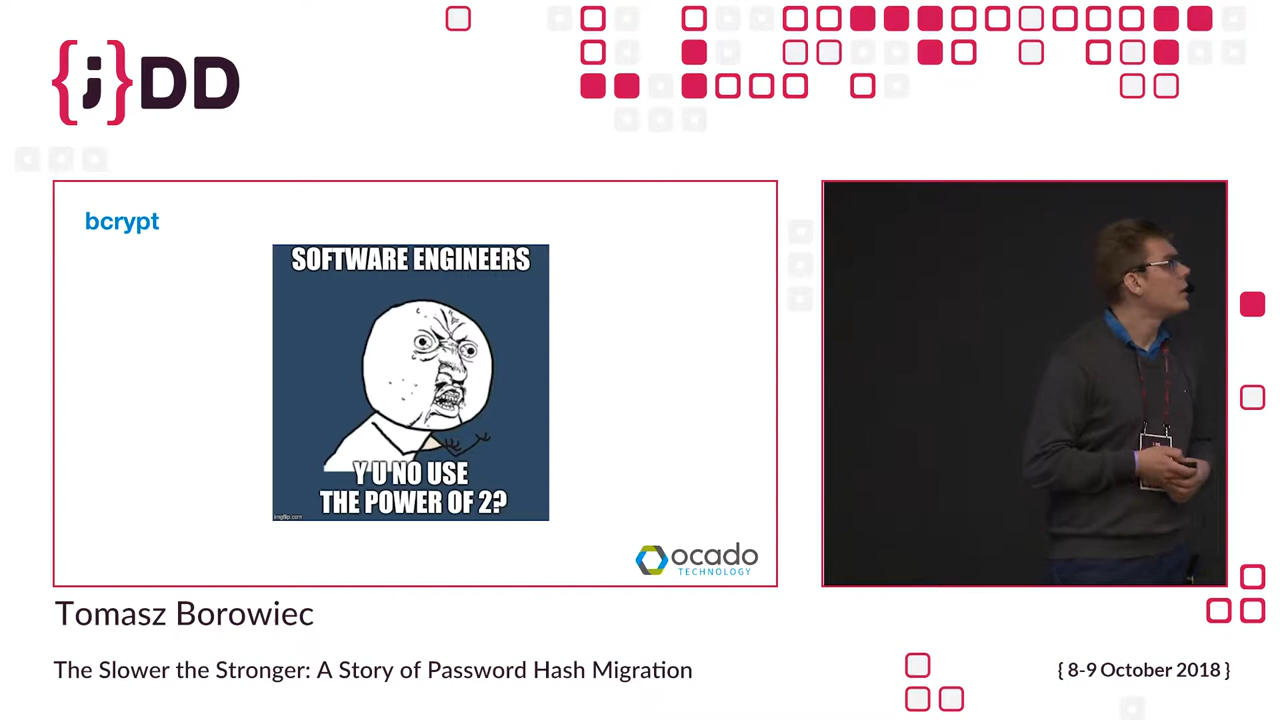 {j}DD
bcrypt
SOFTWARE ENGINEERS
Y U NO USE
THE POWER OF 2?
imgflip.com
ocado
TECHNOLOGY
Tomasz Borowiec
The Slower the Stronger: A Story of Password Hash Migration
{ 8-9 October 2018 }